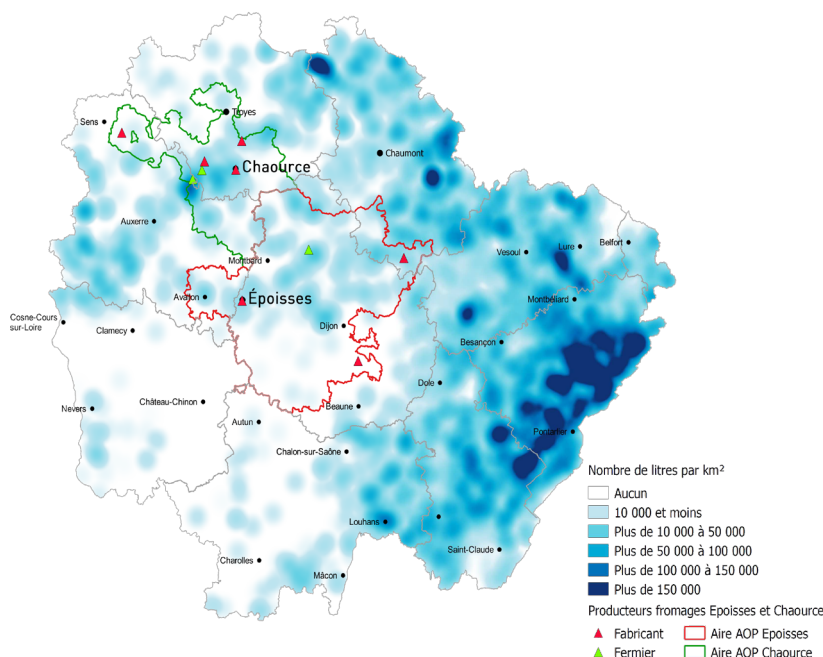 Troyes
Sens
Chaource
Chaumont
Auxerre
Vesoul
Lure
Belfort
Montbard
Avallon
Époisses
Montbéliard
Cosne-Cours
sur-Loire
Clamecy
Dijon
Besançon
Dole
Château-Chinon
Nevers
Beaune
Autun
Pontarlier
Chalon-sur-Saône
Louhans
Saint-Claude
Charolles
Mâcon
Nombre de litres par km²
Aucun
10 000 et moins
Plus de 10 000 à 50 000
Plus de 50 000 à 100 000
Plus de 100 000 à 150 000
Plus de 150 000
Producteurs fromages Epoisses et Chaource
Fabricant
Aire AOP Epoisses
Fermier
Aire AOP Chaource